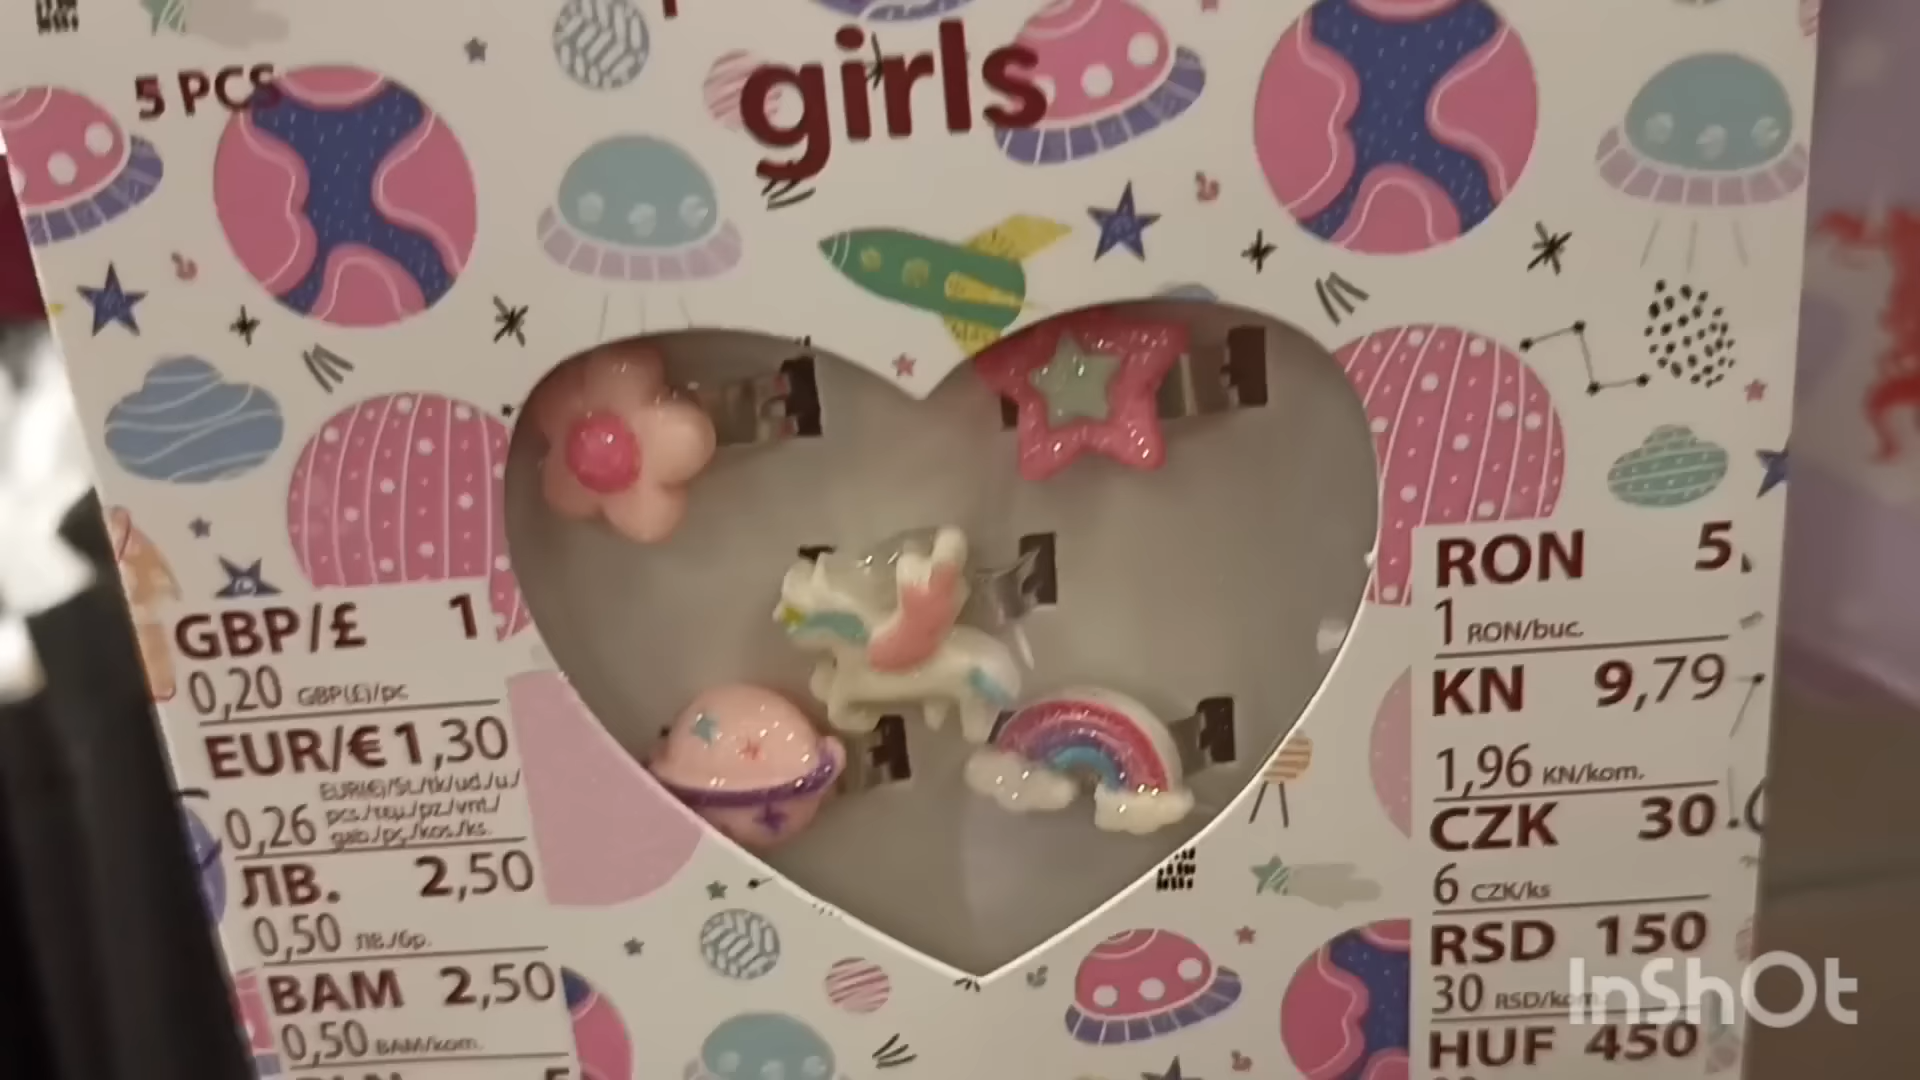 girls
5 PCS
GBP/£ 1
0,20 GBP(£)/pc
EUR/€ 1,30
EUR(€)/St./tk/ud./u./
0,26 pcs/τεμ./pz./vnt./
gab./pç./kos./ks.
ЛВ. 2,50
0,50 лв./бр.
BAM 2,50
0,50 BAM/kom.
RON 5,
1 RON/buc.
KN 9,79
1,96 KN/kom.
CZK 30
6 CZK/ks
RSD 150
30 RSD/kom.
HUF 450
InShOt